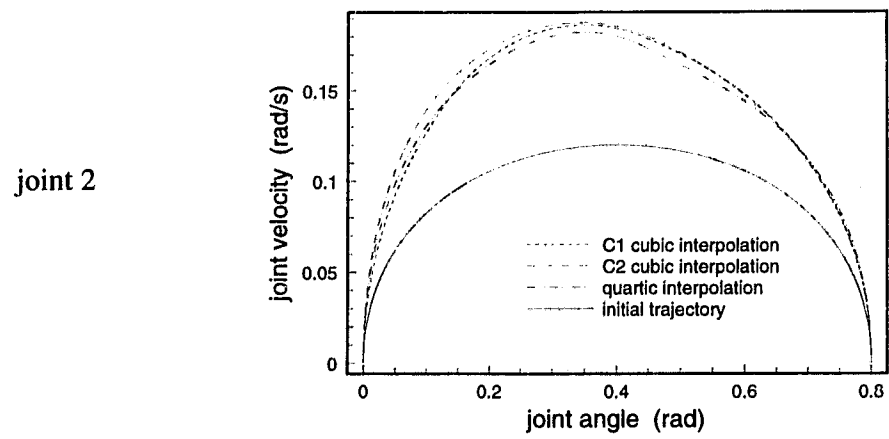 joint 2
joint velocity (rad/s)
0.15
0.1
0.05
0
C1 cubic interpolation
C2 cubic interpolation
quartic interpolation
initial trajectory
0 0.2 0.4 0.6 0.8
joint angle (rad)